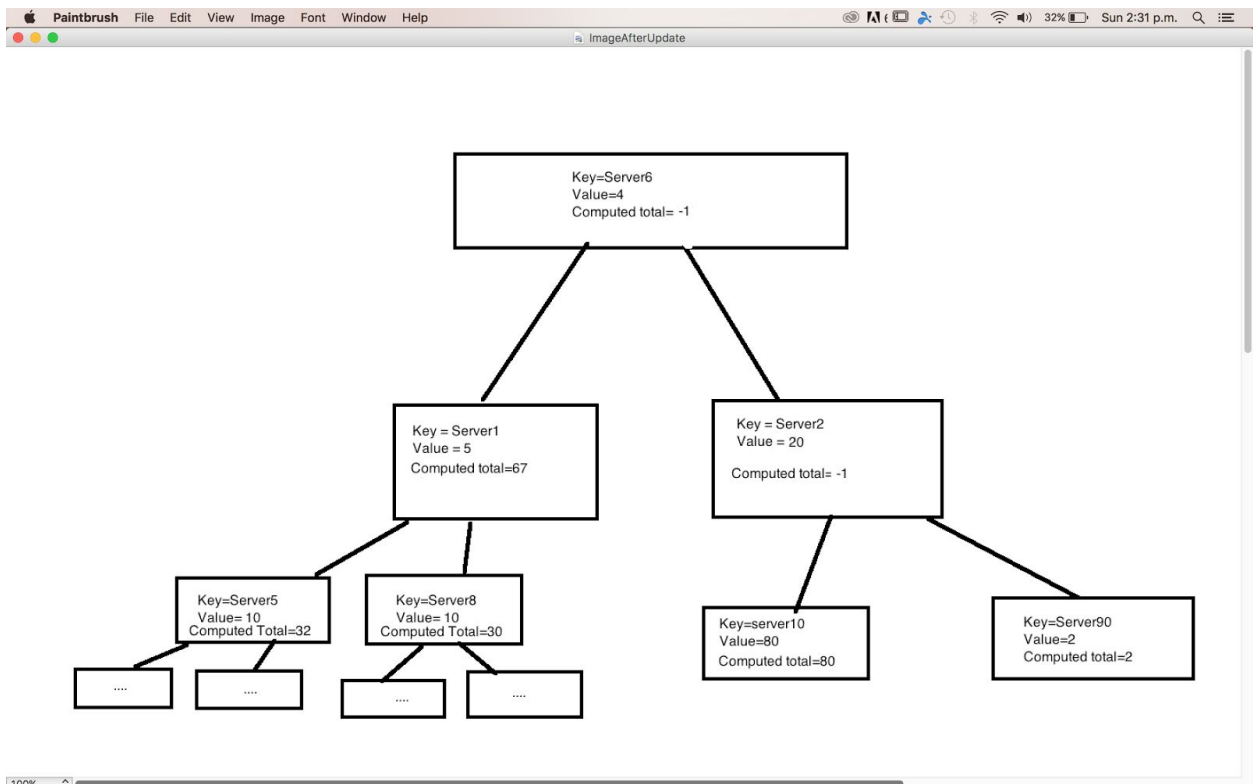 Paintbrush File Edit View Image Font Window Help 32% Sun 2:31 p.m.
ImageAfterUpdate
Key=Server6
Value=4
Computed total= -1
Key = Server1
Value = 5
Computed total=67
Key = Server2
Value = 20
Computed total= -1
Key=Server5
Value= 10
Computed Total=32
Key=Server8
Value= 10
Computed Total=30
Key=server10
Value=80
Computed total=80
Key=Server90
Value=2
Computed total=2
....
....
....
....
100%